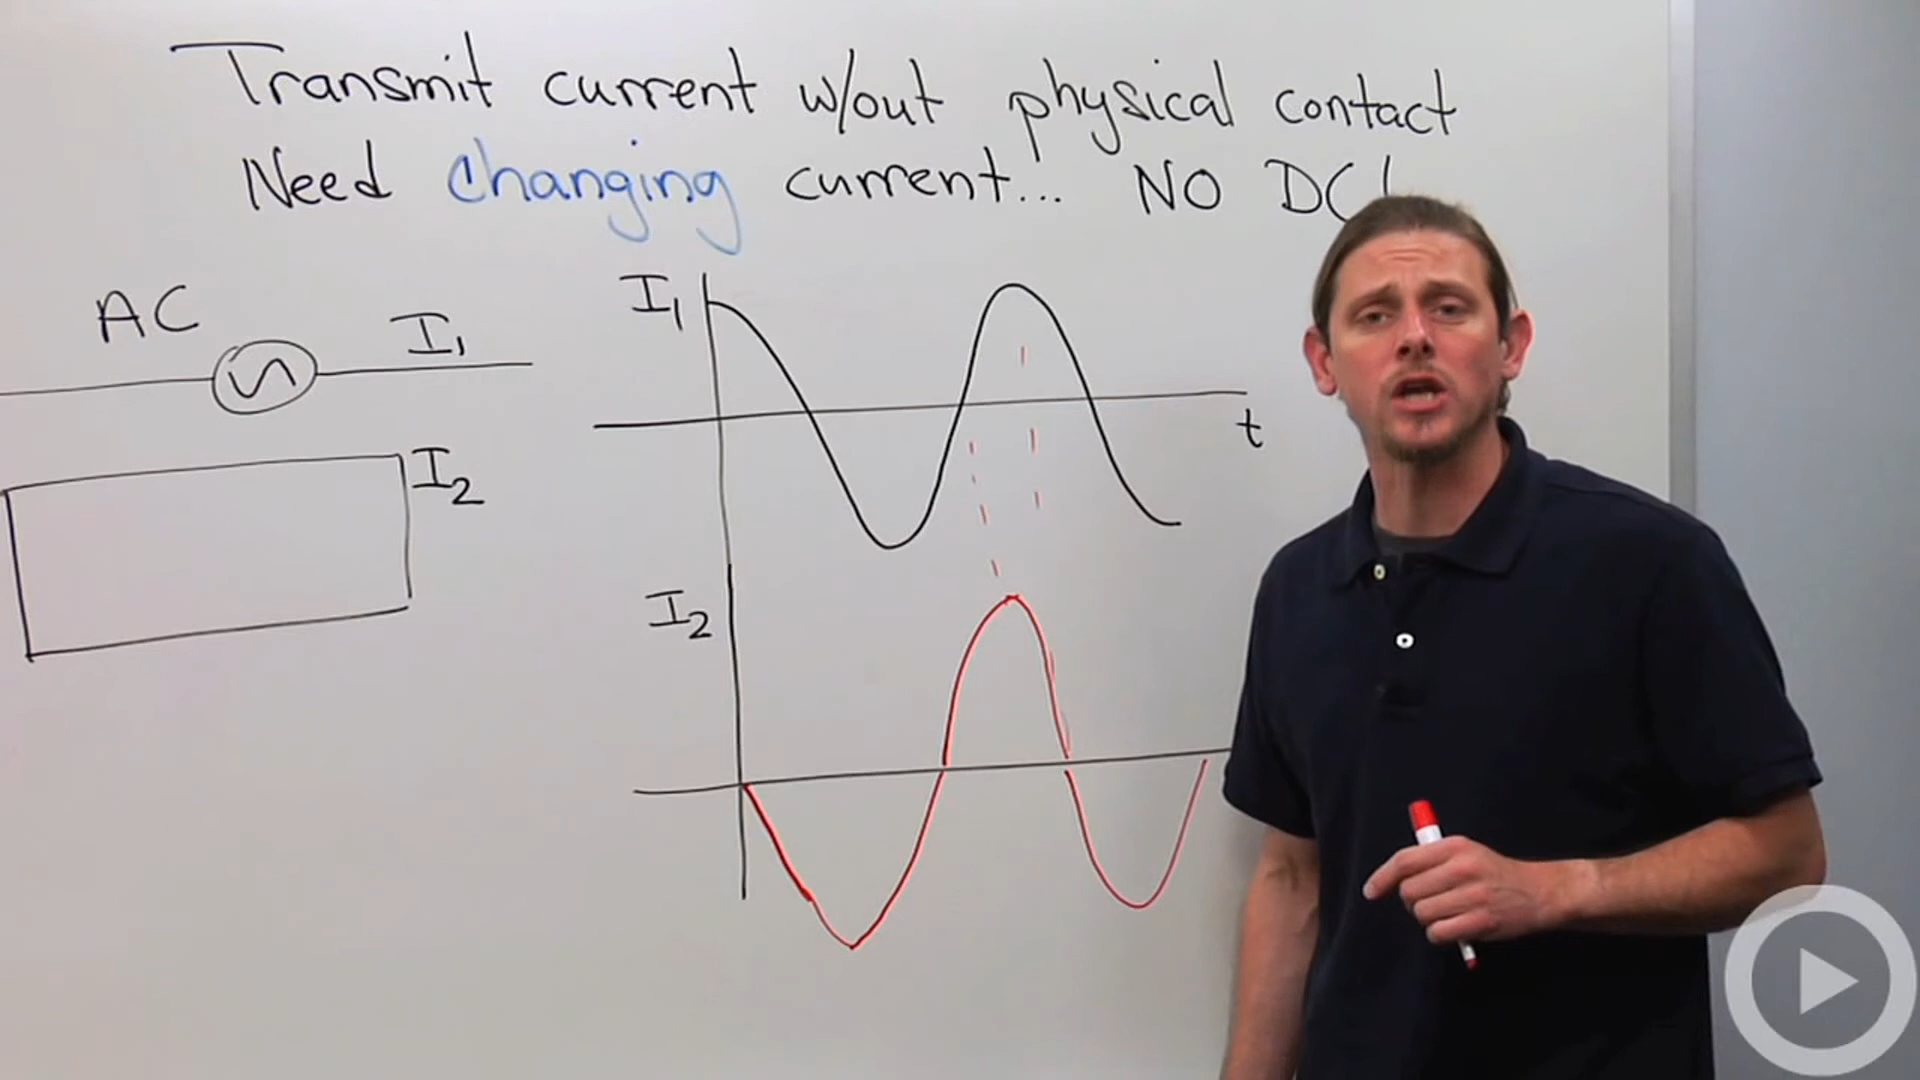 Transmit current w/out physical contact
Need changing current... NO DC!
AC
I₁
I₂
I₁
t
I₂